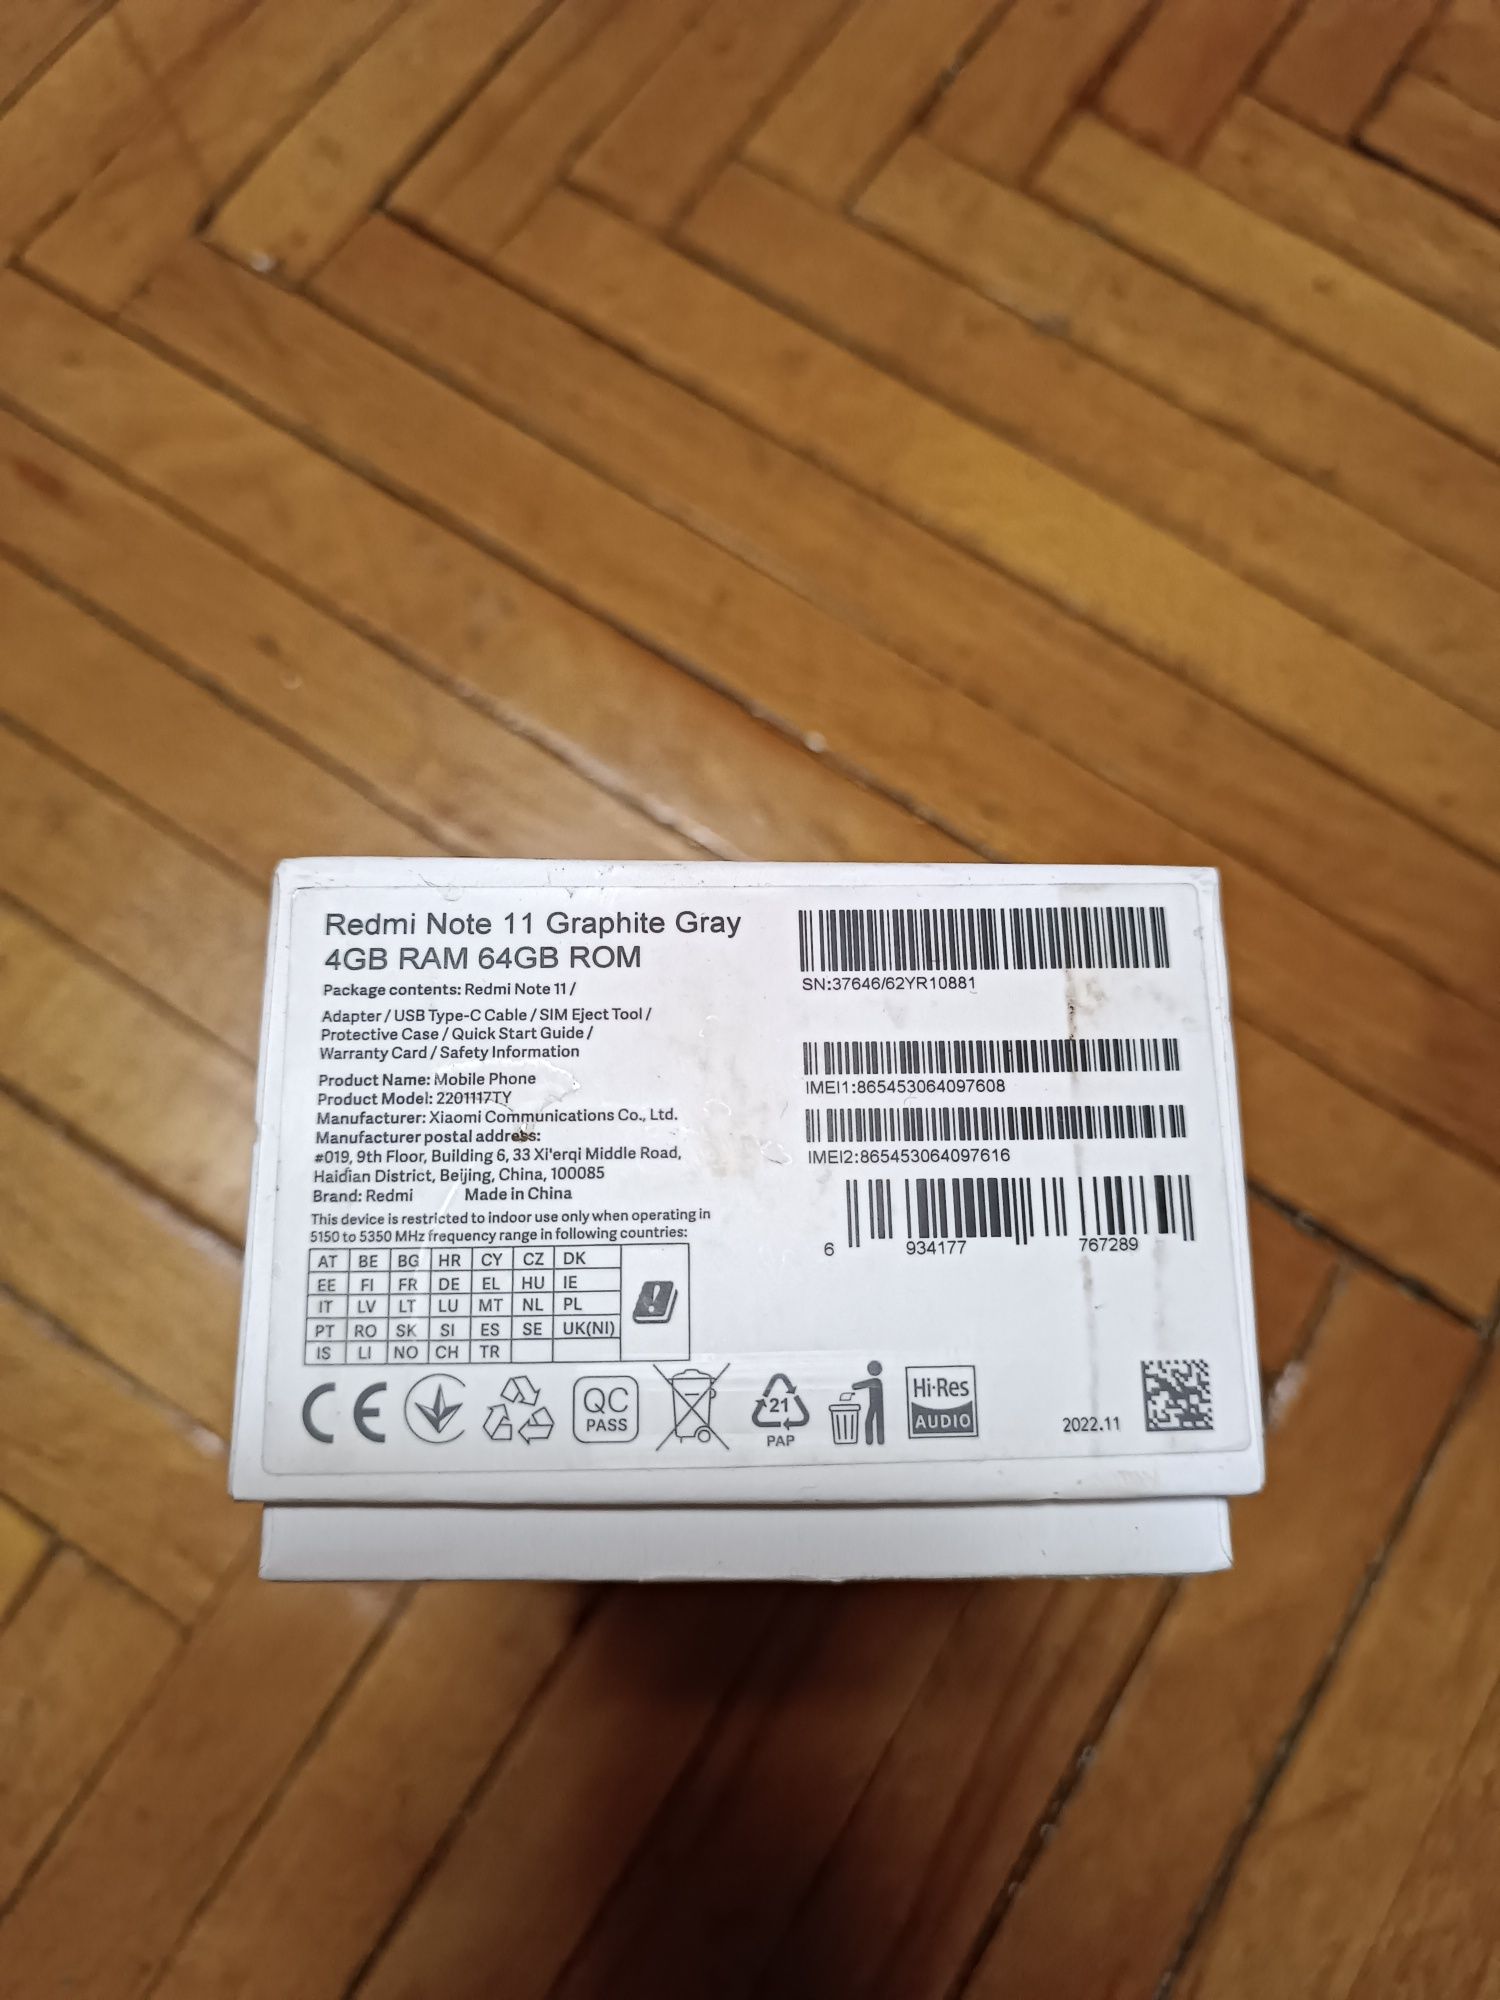 Redmi Note 11 Graphite Gray
4GB RAM 64GB ROM
Package contents: Redmi Note 11 /
Adapter / USB Type-C Cable / SIM Eject Tool /
Protective Case / Quick Start Guide /
Warranty Card / Safety Information
Product Name: Mobile Phone
Product Model: 2201117TY
Manufacturer: Xiaomi Communications Co., Ltd.
Manufacturer postal address:
#019, 9th Floor, Building 6, 33 Xi'erqi Middle Road,
Haidian District, Beijing, China, 100085
Brand: Redmi Made in China
This device is restricted to indoor use only when operating in
5150 to 5350 MHz frequency range in following countries:
AT BE BG HR CY CZ DK
EE FI FR DE EL HU IE
IT LV LT LU MT NL PL
PT RO SK SI ES SE UK(NI)
IS LI NO CH TR
SN:37646/62YR10881
IMEI1:865453064097608
IMEI2:865453064097616
6 934177 767289
CE
QC
PASS
21
PAP
Hi-Res
AUDIO
2022.11